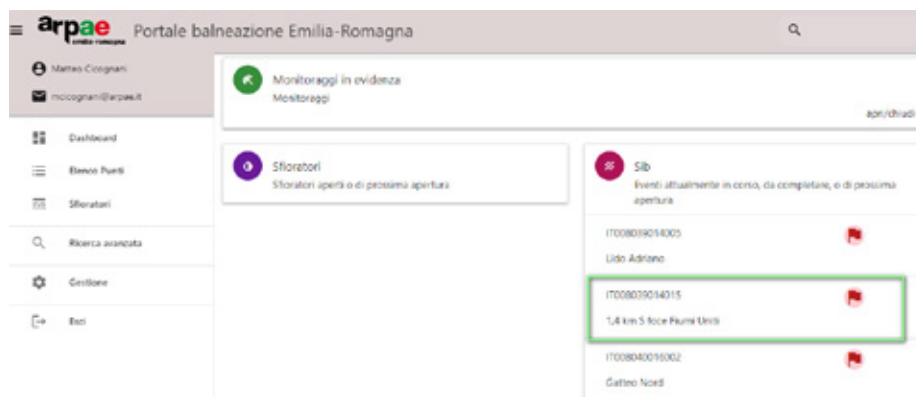 arpae
emilia-romagna
Portale balneazione Emilia-Romagna
Matteo Cicognani
mcicognani@arpae.it
Dashboard
Elenco Punti
Sfioratori
Ricerca avanzata
Gestione
Esci
Monitoraggi in evidenza
Monitoraggi
apri/chiudi
Sfioratori
Sfioratori aperti o di prossima apertura
Sib
Eventi attualmente in corso, da completare, o di prossima
apertura
IT008039014005
Lido Adriano
IT008039014015
1,4 km S foce Fiumi Uniti
IT008040016002
Gatteo Nord